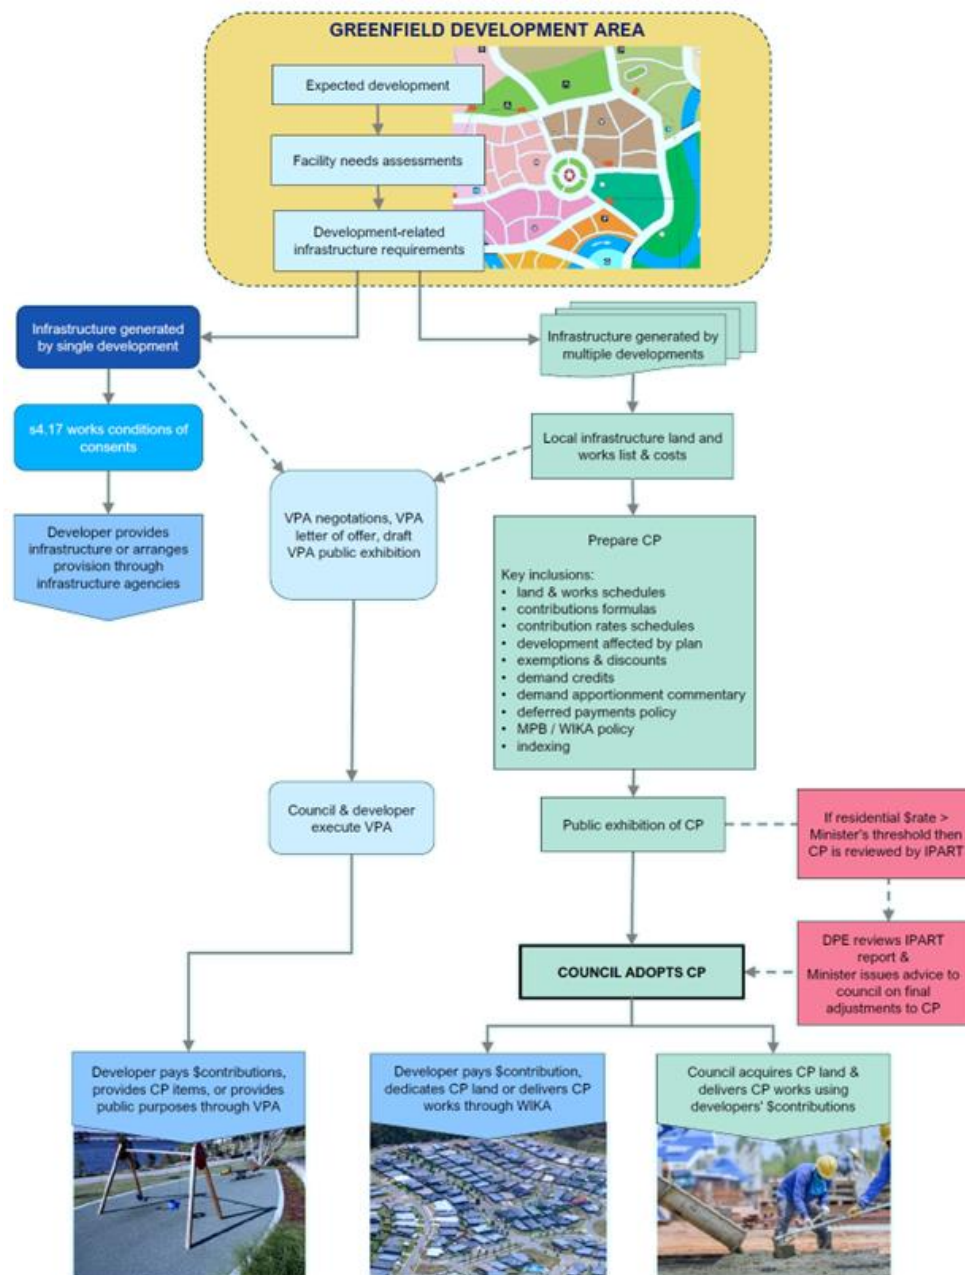 GREENFIELD DEVELOPMENT AREA
Expected development
Facility needs assessments
Development-related
infrastructure requirements
Infrastructure generated
by single development
Infrastructure generated by
multiple developments
s4.17 works conditions of
consents
Local infrastructure land and
works list & costs
Developer provides
infrastructure or arranges
provision through
infrastructure agencies
VPA negotations, VPA
letter of offer, draft
VPA public exhibition
Prepare CP
Key inclusions:
• land & works schedules
• contributions formulas
• contribution rates schedules
• development affected by plan
• exemptions & discounts
• demand credits
• demand apportionment commentary
• deferred payments policy
• MPB / WIKA policy
• indexing
Council & developer
execute VPA
Public exhibition of CP
If residential $rate >
Minister's threshold then
CP is reviewed by IPART
COUNCIL ADOPTS CP
DPE reviews IPART
report &
Minister issues advice to
council on final
adjustments to CP
Developer pays $contributions,
provides CP items, or provides
public purposes through VPA
Developer pays $contribution,
dedicates CP land or delivers CP
works through WIKA
Council acquires CP land &
delivers CP works using
developers' $contributions